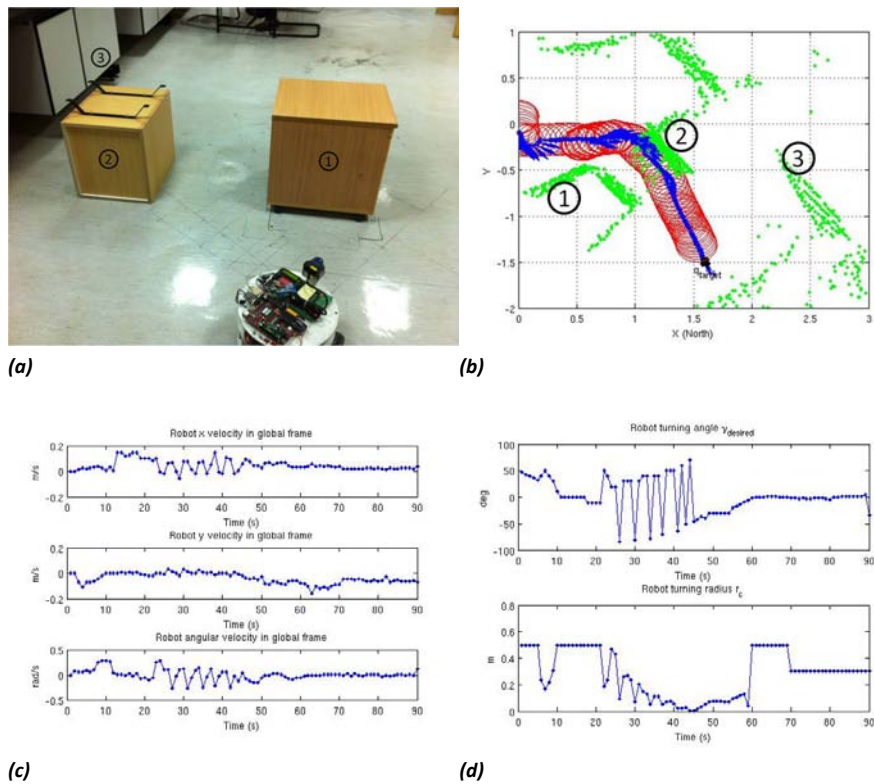 ③
②
①
1
0.5
0
-0.5
-1
-1.5
-2
Y
①
②
③
q_target
0 0.5 1 1.5 2 2.5 3
X (North)
(a)
(b)
Robot x velocity in global frame
0.2
0
-0.2
m/s
0 10 20 30 40 50 60 70 80 90
Time (s)
Robot y velocity in global frame
0.2
0
-0.2
m/s
0 10 20 30 40 50 60 70 80 90
Time (s)
Robot angular velocity in global frame
0.5
0
-0.5
rad/s
0 10 20 30 40 50 60 70 80 90
Time (s)
Robot turning angle γ_desired
100
50
0
-50
-100
deg
0 10 20 30 40 50 60 70 80 90
Time (s)
Robot turning radius r_c
0.8
0.6
0.4
0.2
0
m
0 10 20 30 40 50 60 70 80 90
Time (s)
(c)
(d)